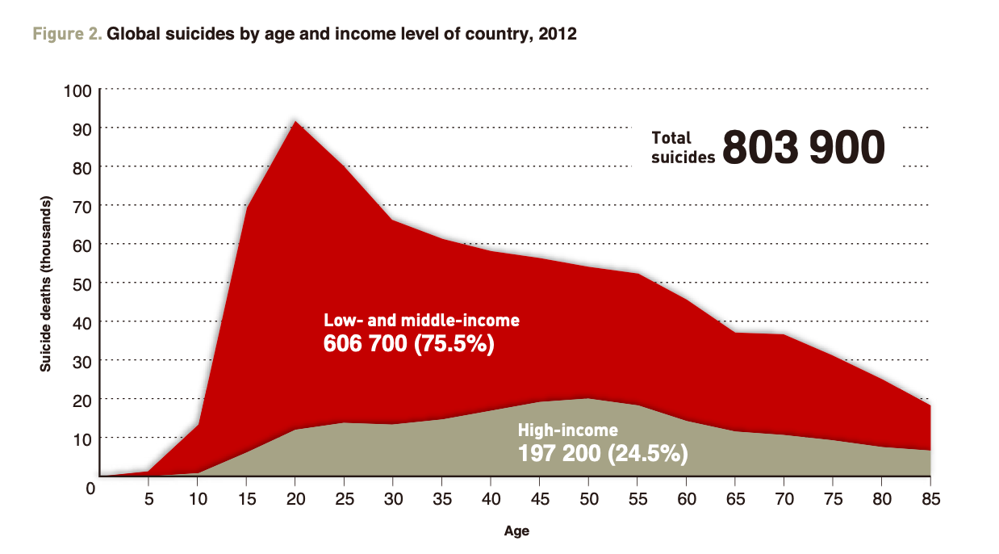 Figure 2. Global suicides by age and income level of country, 2012
100
90
80
70
60
50
40
30
20
10
0
Suicide deaths (thousands)
Total
suicides 803 900
Low- and middle-income
606 700 (75.5%)
High-income
197 200 (24.5%)
5 10 15 20 25 30 35 40 45 50 55 60 65 70 75 80 85
Age